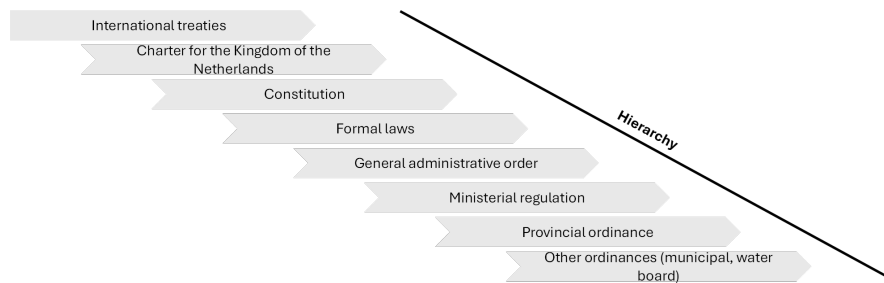 International treaties
Charter for the Kingdom of the
Netherlands
Constitution
Hierarchy
Formal laws
General administrative order
Ministerial regulation
Provincial ordinance
Other ordinances (municipal, water
board)